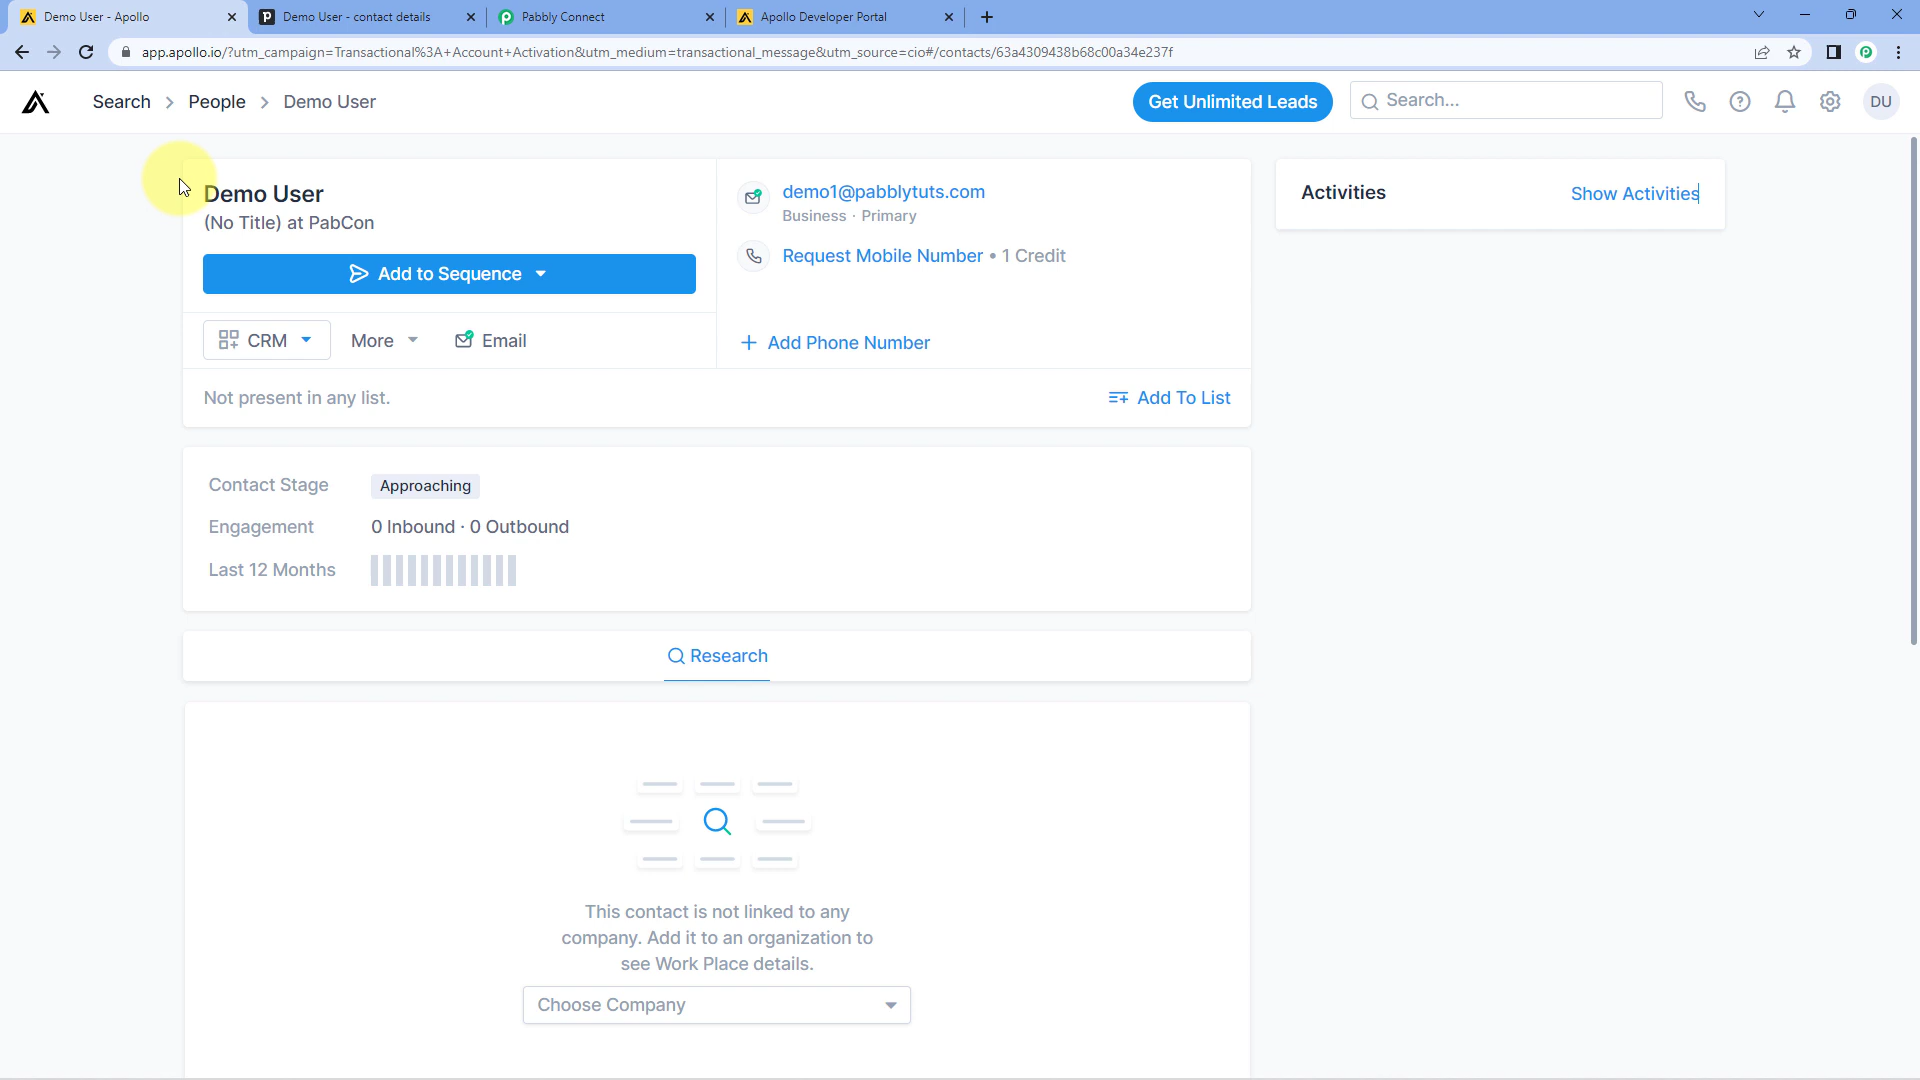 Demo User - Apollo
Demo User - contact details
Pabbly Connect
Apollo Developer Portal
app.apollo.io/?utm_campaign=Transactional%3A+Account+Activation&utm_medium=transactional_message&utm_source=cio#/contacts/63a4309438b68c00a34e237f
Search > People > Demo User
Get Unlimited Leads
Search...
DU
Demo User
(No Title) at PabCon
Add to Sequence
CRM
More
Email
demo1@pabblytuts.com
Business · Primary
Request Mobile Number • 1 Credit
+ Add Phone Number
Activities
Show Activities
Not present in any list.
Add To List
Contact Stage Approaching
Engagement 0 Inbound · 0 Outbound
Last 12 Months
Research
This contact is not linked to any
company. Add it to an organization to
see Work Place details.
Choose Company